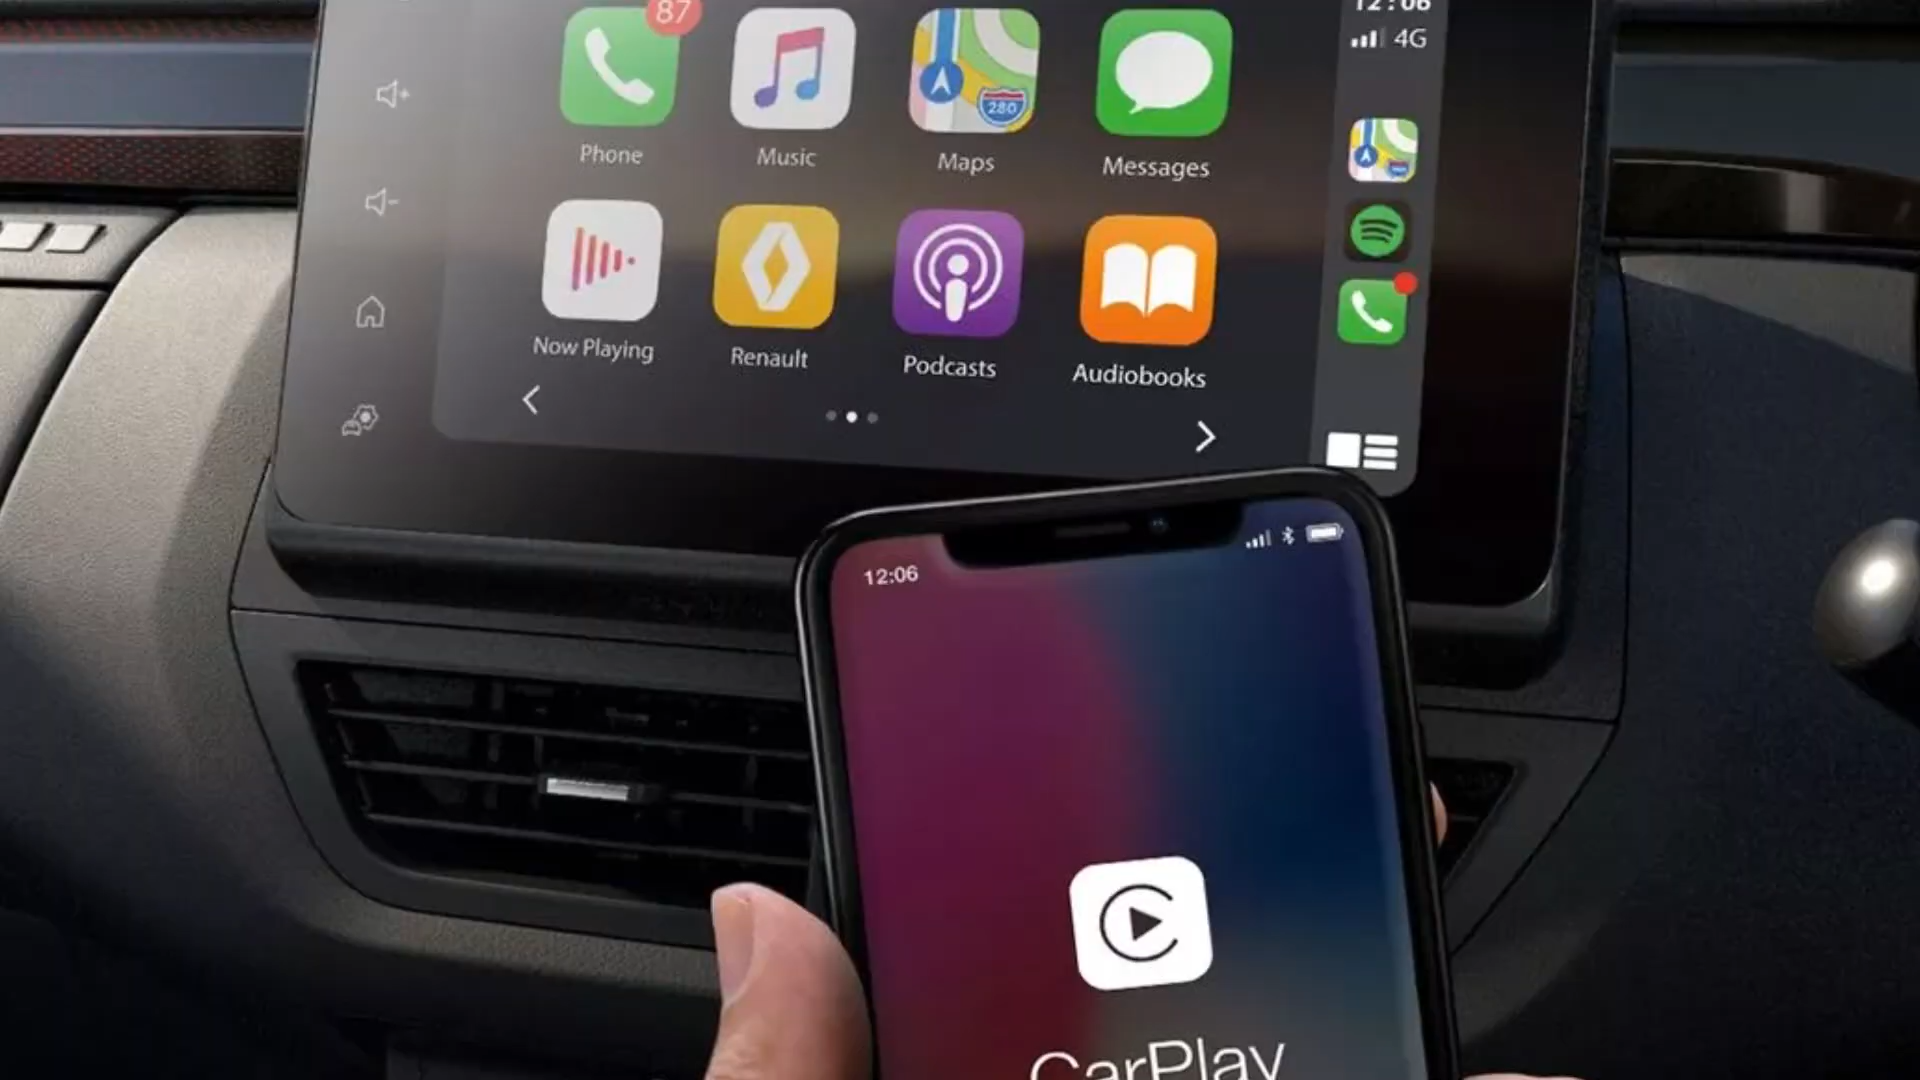 87
12:06
4G
280
Phone
Music
Maps
Messages
Now Playing
Renault
Podcasts
Audiobooks
12:06
CarPlay